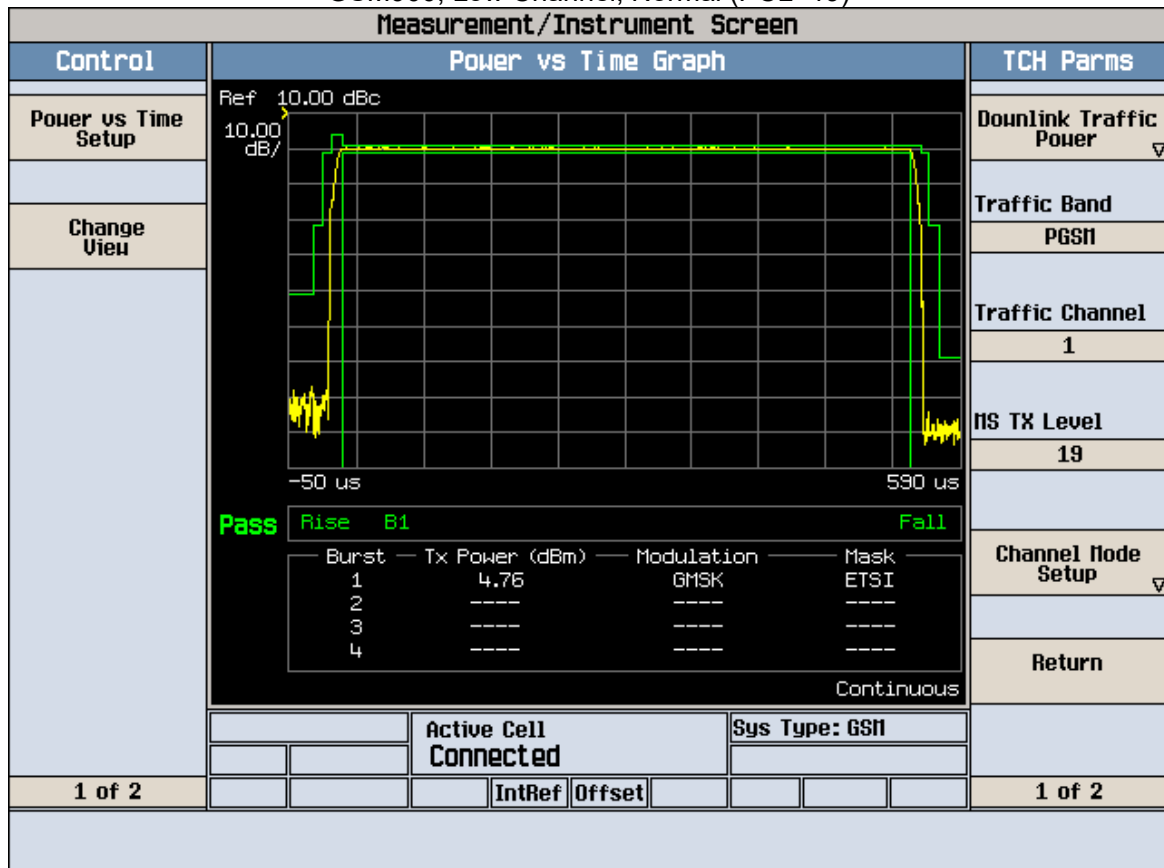 Measurement/Instrument Screen
Control
Power vs Time Graph
TCH Parms
Power vs Time
Setup
Change
View
1 of 2
Ref 10.00 dBc
10.00
dB/
-50 us
590 us
Pass
Rise B1
Fall
Burst Tx Power (dBm) Modulation Mask
1 4.76 GMSK ETSI
2 ---- ---- ----
3 ---- ---- ----
4 ---- ---- ----
Continuous
Active Cell
Connected
Sys Type: GSM
IntRef Offset
Downlink Traffic
Power
Traffic Band
PGSM
Traffic Channel
1
MS TX Level
19
Channel Mode
Setup
Return
1 of 2